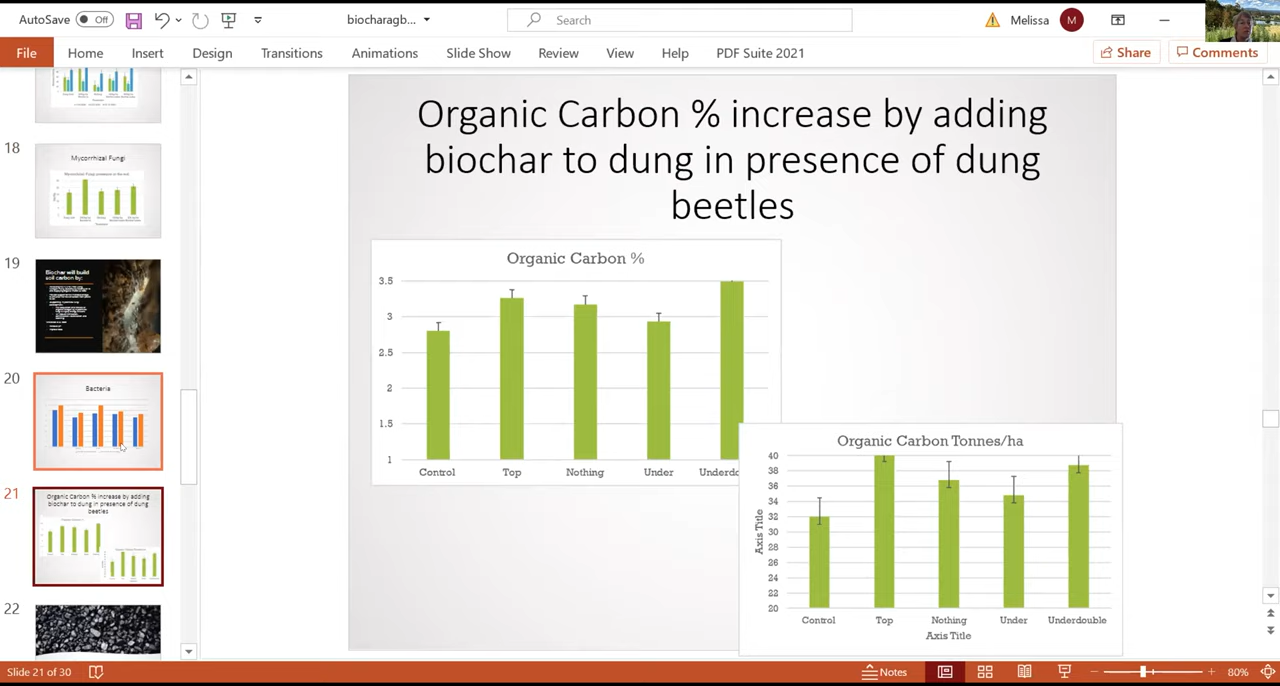 AutoSave Off biocharagb... Search Melissa M
File Home Insert Design Transitions Animations Slide Show Review View Help PDF Suite 2021 Share Comments
18
Mycorrhizal Fungi
19
Biochar will build
soil carbon by:
20
Bacteria
21
Organic Carbon % increase by adding
biochar to dung in presence of dung
beetles
22
Organic Carbon % increase by adding
biochar to dung in presence of dung
beetles
Organic Carbon %
3.5
3
2.5
2
1.5
1
Control Top Nothing Under Underdo
Organic Carbon Tonnes/ha
Axis Title
40
38
36
34
32
30
28
26
24
22
20
Control Top Nothing Under Underdouble
Axis Title
Slide 21 of 30 Notes 80%